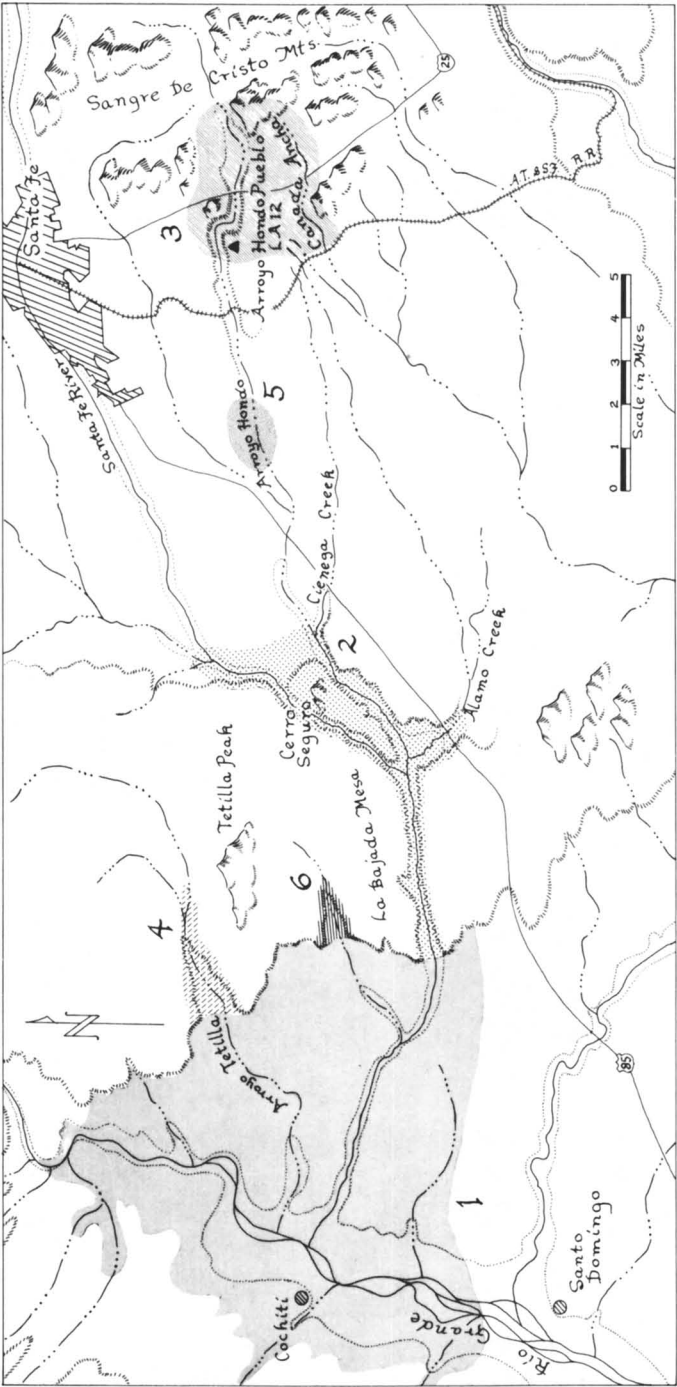 Sangre De Cristo Mts.
25
Santa Fe
3
Arroyo Hondo Pueblo
LA 12
Cañada Ancha
A.T.&S.F. R.R.
Santa Fe River
Arroyo Hondo
5
Cienega Creek
2
Cerro
Seguro
Alamo Creek
Tetilla Peak
La Bajada Mesa
4
6
N
Arroyo Tetilla
1
85
Cochiti
Rio Grande
Santo
Domingo
0 1 2 3 4 5
Scale in Miles